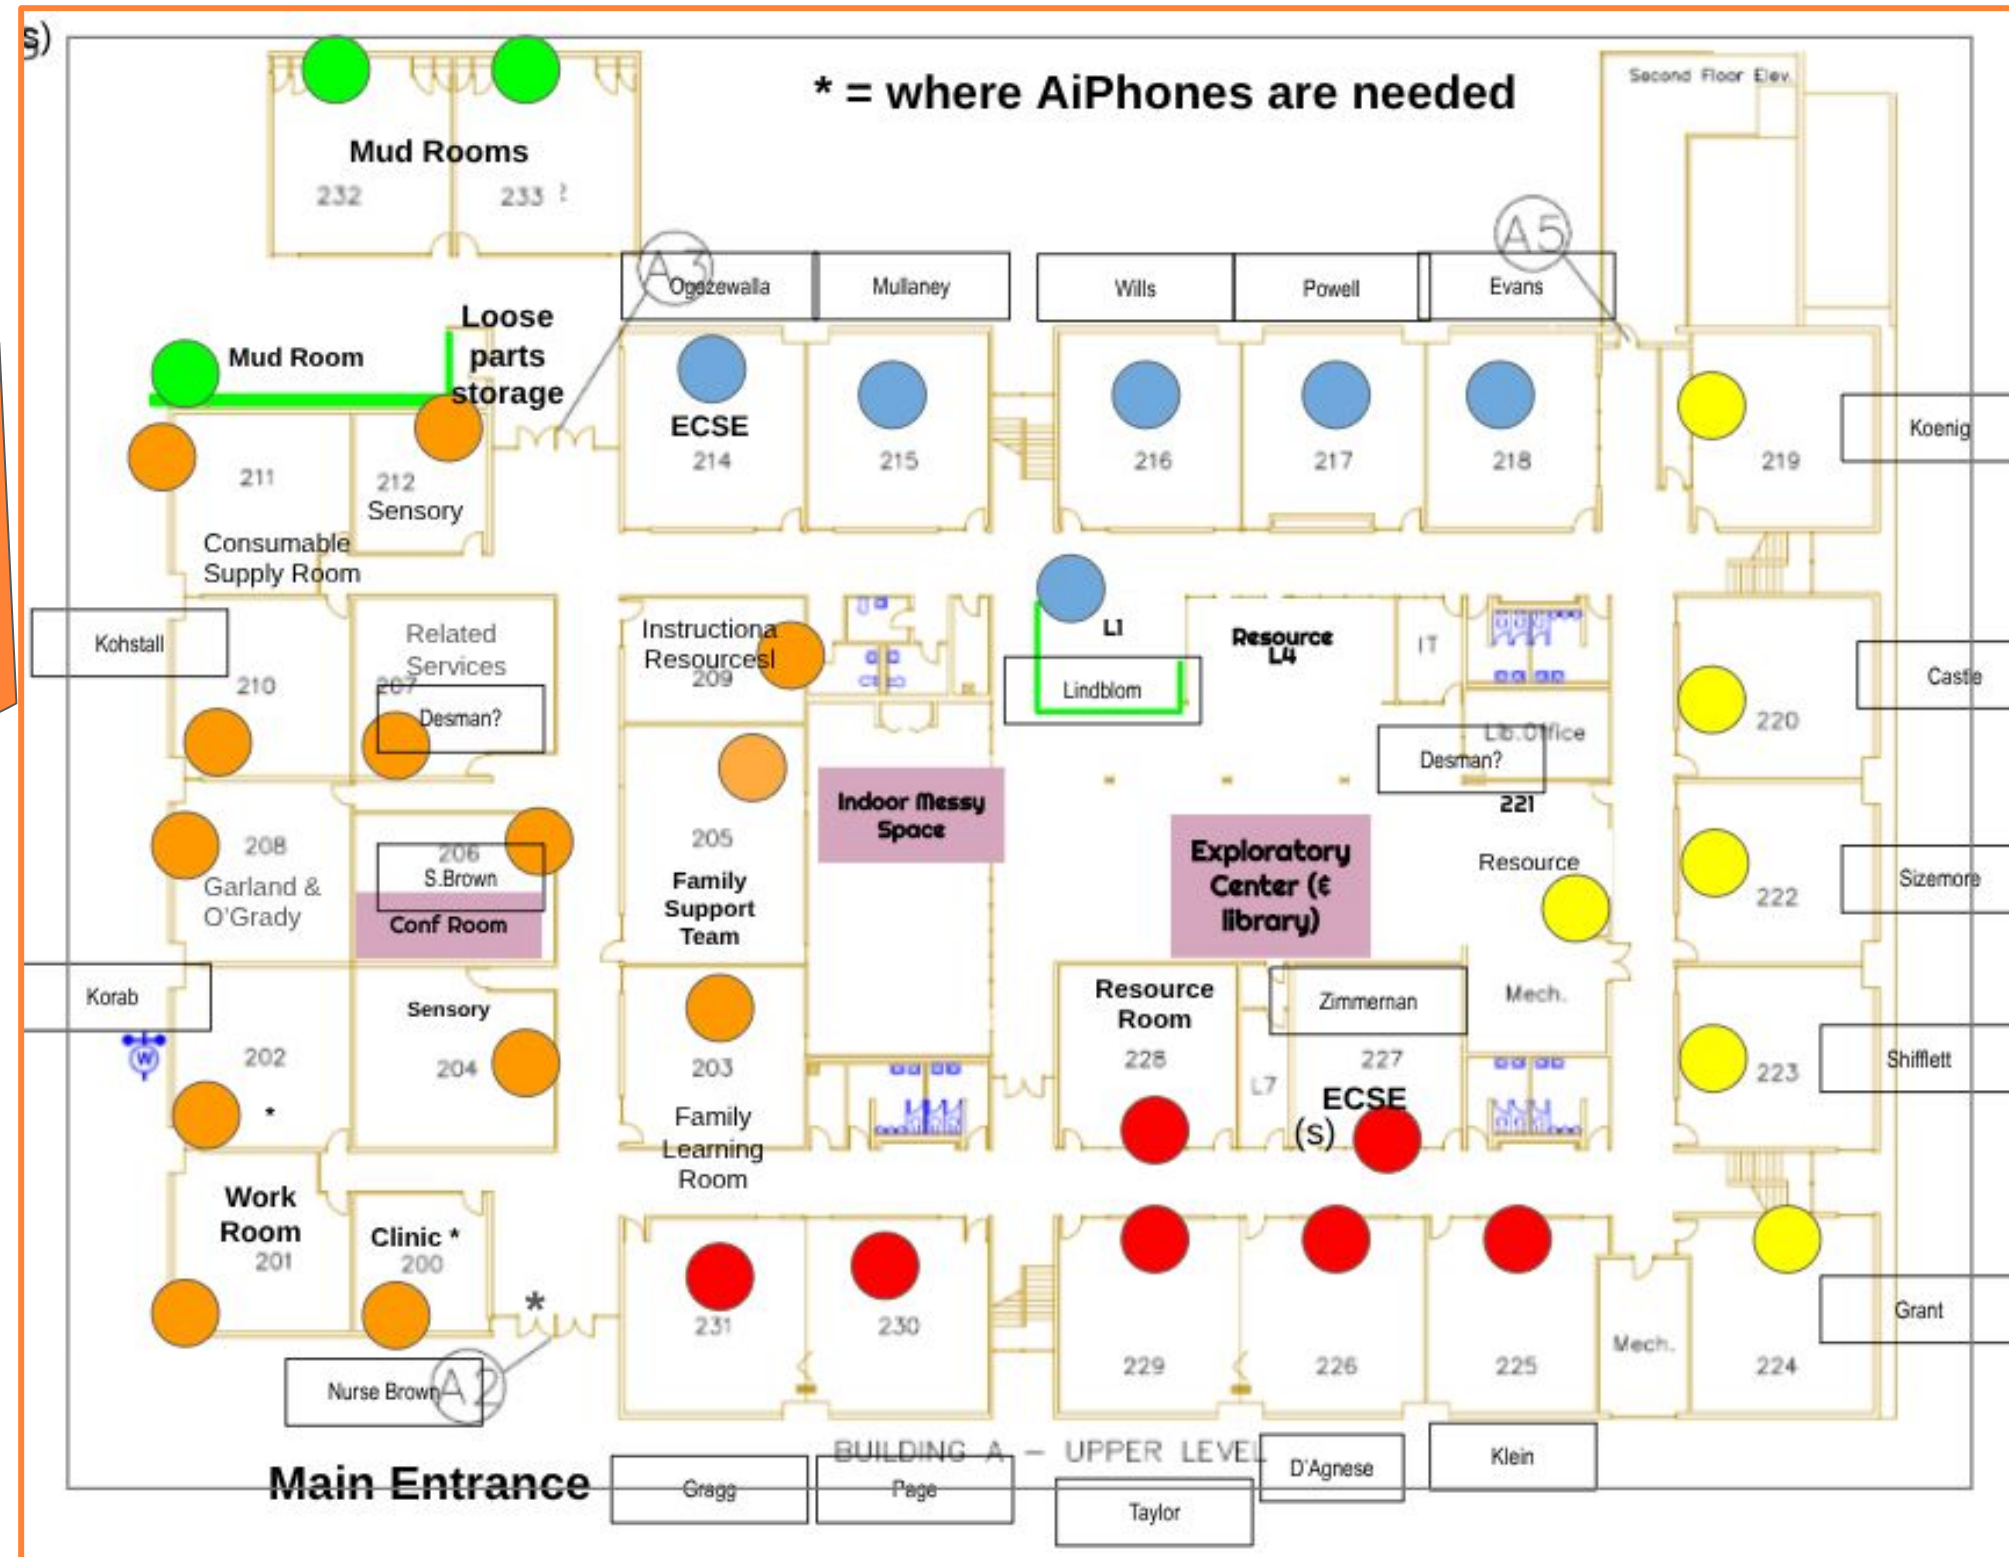 s)
* = where AiPhones are needed
Second Floor Elev.
Mud Rooms
232
233
A3
A5
Ogozewalla
Mullaney
Wills
Powell
Evans
Loose
parts
storage
Mud Room
ECSE
214
215
216
217
218
219
Koenig
211
212
Sensory
Consumable
Supply Room
Kohstall
210
Related
Services
207
Desman?
Instructiona
Resourcesl
209
L1
Lindblom
Resource
L4
IT
Lib.Office
Desman?
221
Resource
220
Castle
208
Garland &
O'Grady
206
S.Brown
Conf Room
205
Family
Support
Team
Indoor Messy
Space
Exploratory
Center (&
library)
222
Sizemore
Korab
W
202
*
Sensory
204
203
Family
Learning
Room
Resource
Room
228
L7
Zimmernan
227
ECSE
(s)
Mech.
223
Shifflett
Work
Room
201
Clinic *
200
*
231
230
229
226
225
Mech.
224
Grant
Nurse Brown
A2
Main Entrance
BUILDING A – UPPER LEVEL
Gragg
Page
Taylor
D'Agnese
Klein